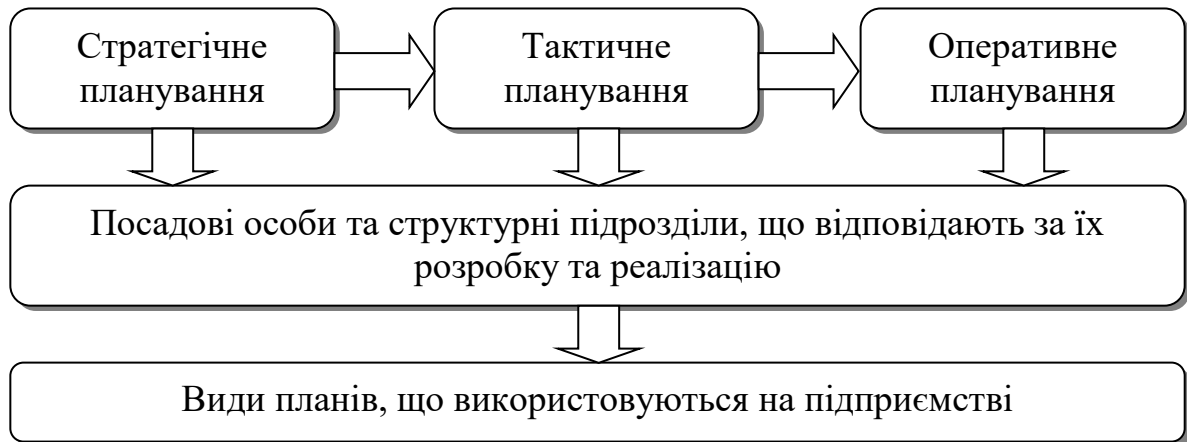 Стратегічне
планування
Тактичне
планування
Оперативне
планування
Посадові особи та структурні підрозділи, що відповідають за їх
розробку та реалізацію
Види планів, що використовуються на підприємстві